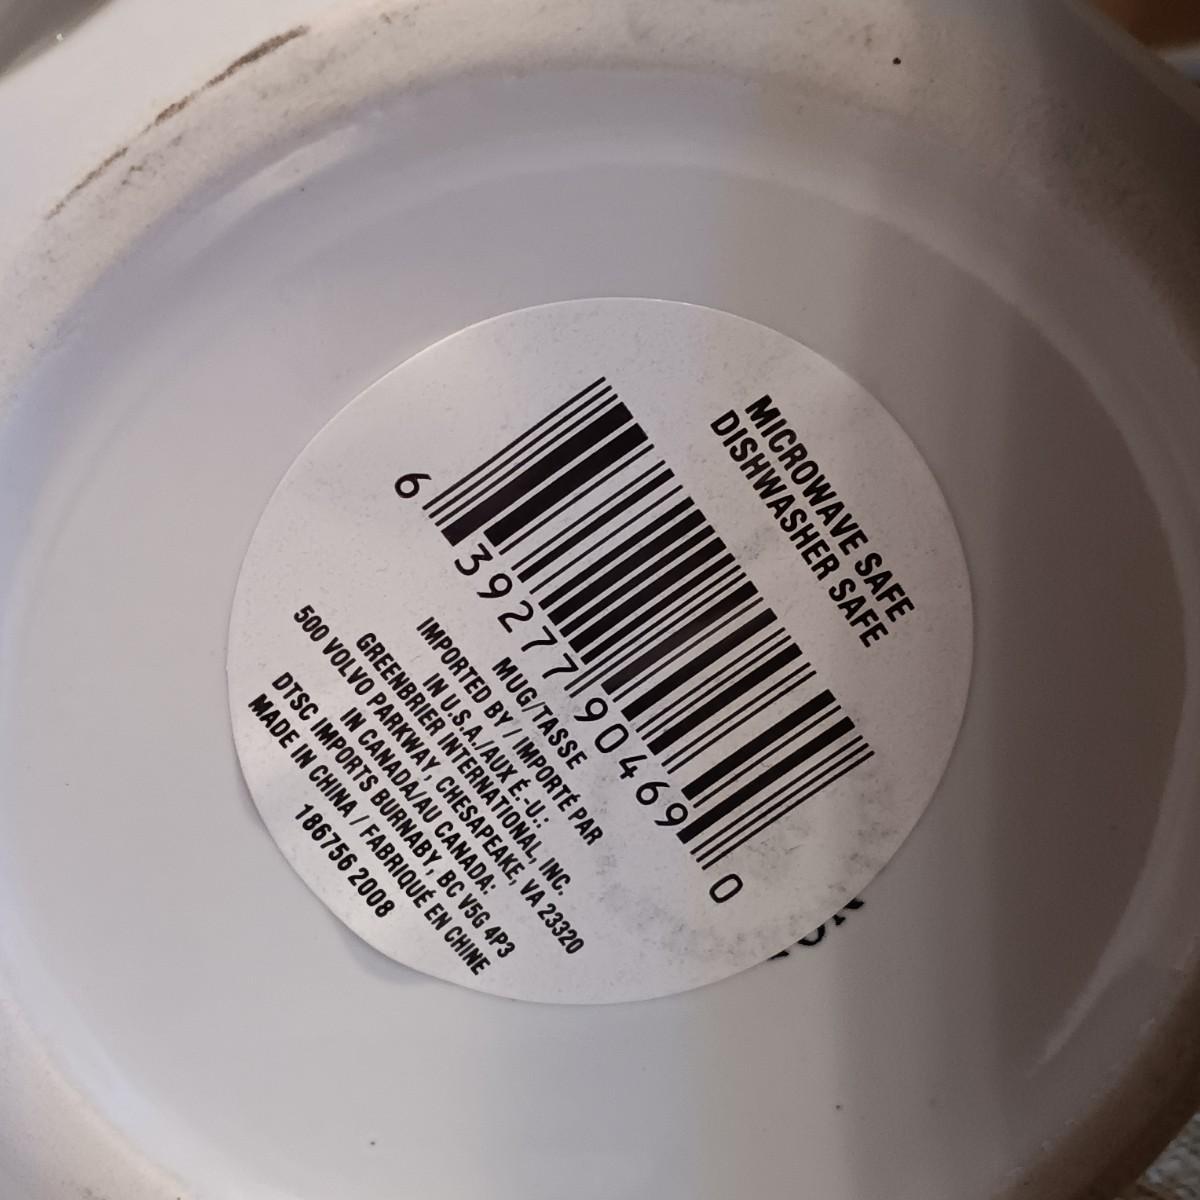 MICROWAVE SAFE
DISHWASHER SAFE
6 39277 90469 0
MUG/TASSE
IMPORTED BY / IMPORTÉ PAR
IN U.S.A./AUX É.-U.:
GREENBRIER INTERNATIONAL, INC.
500 VOLVO PARKWAY, CHESAPEAKE, VA 23320
IN CANADA/AU CANADA:
DTSC IMPORTS BURNABY, BC V5G 4P3
MADE IN CHINA / FABRIQUÉ EN CHINE
186756 2008